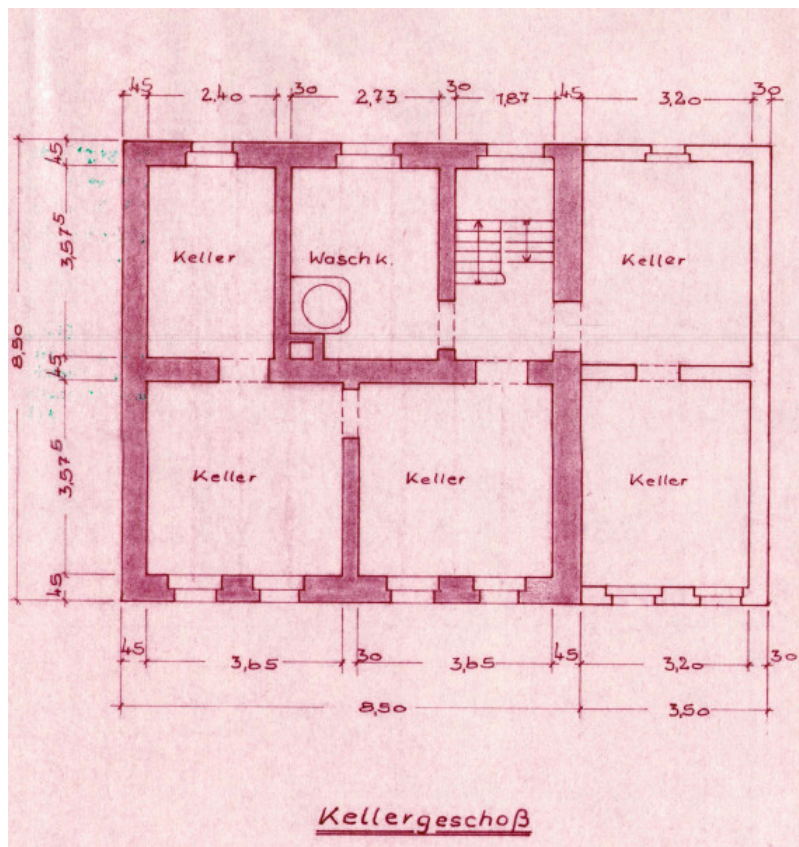 45 2,40 30 2,73 30 1,87 45 3,20 30
45
3,57⁵
Keller Waschk. Keller
8,50
45
3,57⁵
Keller Keller Keller
45
45 3,65 30 3,65 45 3,20 30
8,50 3,50
Kellergeschoß